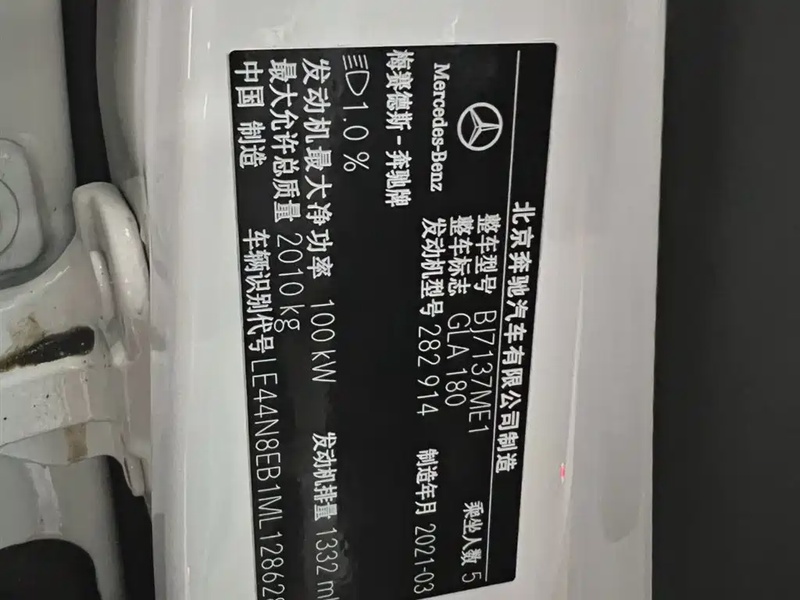 北京奔驰汽车有限公司制造
Mercedes-Benz
梅赛德斯-奔驰牌
整车型号 BJ7137ME1 乘坐人数 5
整车标志 GLA 180
发动机型号 282 914 制造年月 2021-03
1.0 %
发动机最大净功率 100 kW 发动机排量 1332 ml
最大允许总质量 2010 kg
中国 制造 车辆识别代号 LE44N8EB1ML12862